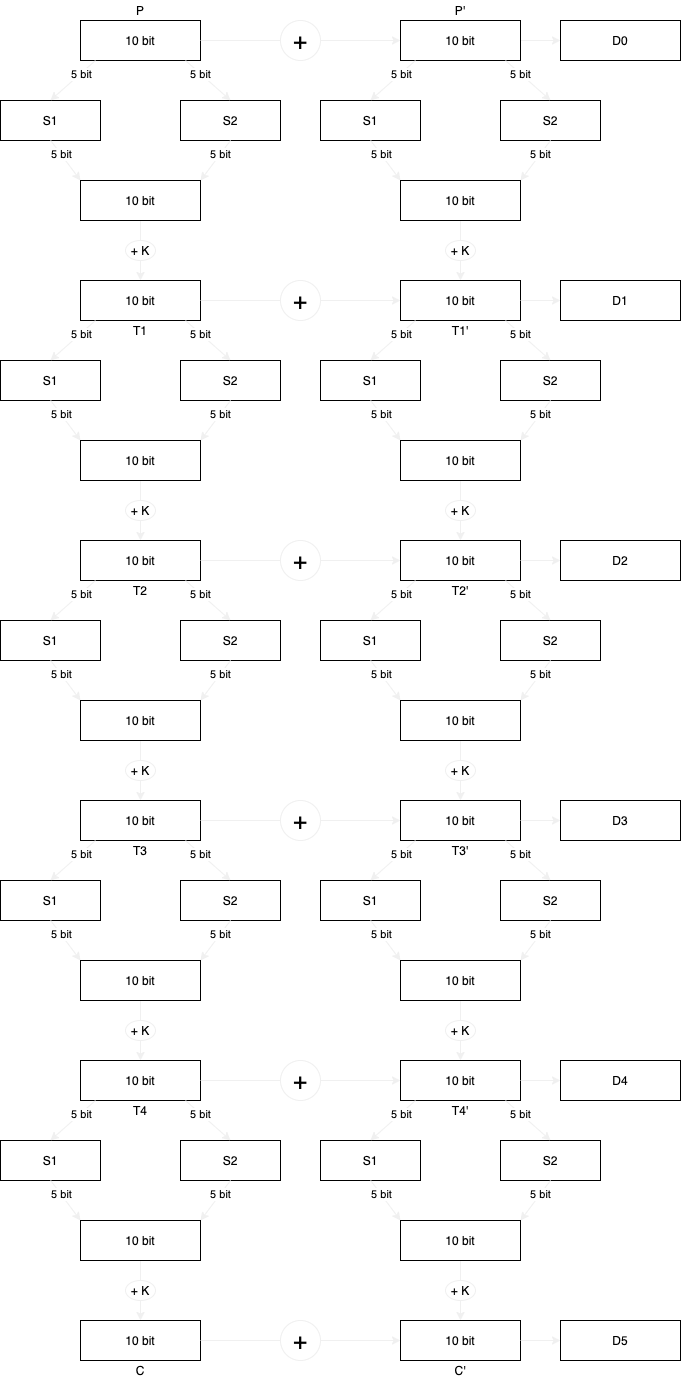 P P'
10 bit + 10 bit D0
5 bit 5 bit 5 bit 5 bit
S1 S2 S1 S2
5 bit 5 bit 5 bit 5 bit
10 bit 10 bit
+ K + K
10 bit + 10 bit D1
T1 T1'
5 bit 5 bit 5 bit 5 bit
S1 S2 S1 S2
5 bit 5 bit 5 bit 5 bit
10 bit 10 bit
+ K + K
10 bit + 10 bit D2
T2 T2'
5 bit 5 bit 5 bit 5 bit
S1 S2 S1 S2
5 bit 5 bit 5 bit 5 bit
10 bit 10 bit
+ K + K
10 bit + 10 bit D3
T3 T3'
5 bit 5 bit 5 bit 5 bit
S1 S2 S1 S2
5 bit 5 bit 5 bit 5 bit
10 bit 10 bit
+ K + K
10 bit + 10 bit D4
T4 T4'
5 bit 5 bit 5 bit 5 bit
S1 S2 S1 S2
5 bit 5 bit 5 bit 5 bit
10 bit 10 bit
+ K + K
10 bit + 10 bit D5
C C'